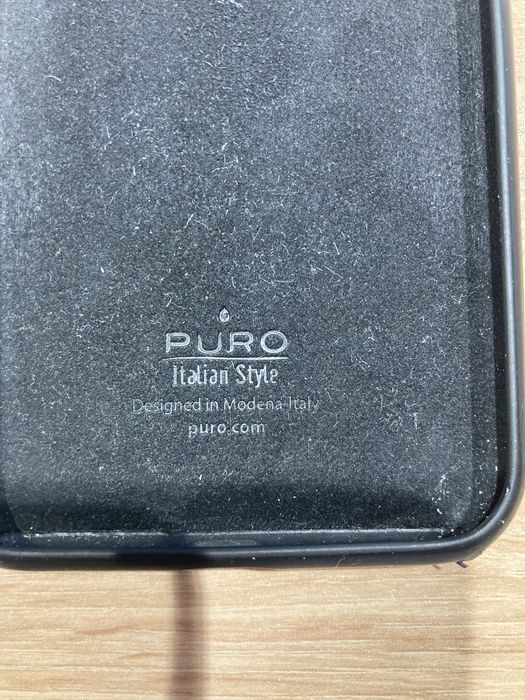 PURO
Italian Style
Designed in Modena-Italy
puro.com